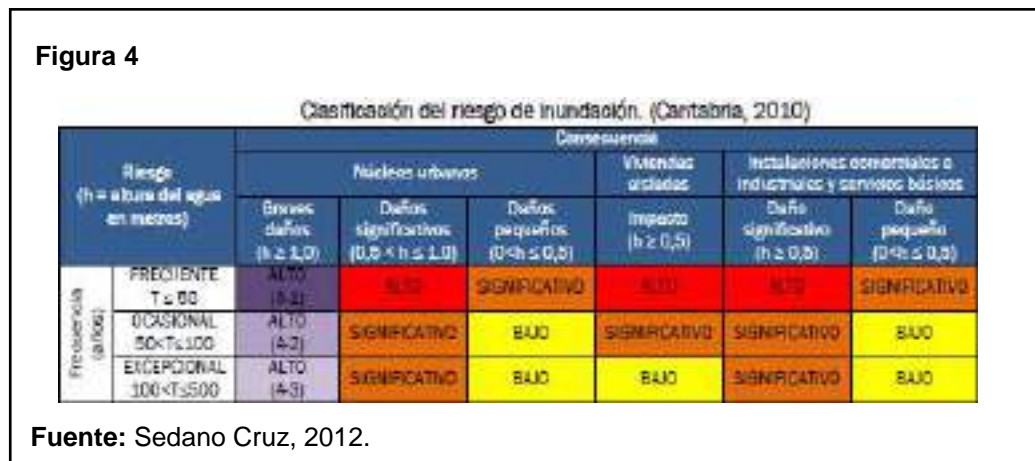 Figura 4
Clasificación del riesgo de inundación. (Cantabria, 2010)
Consecuencia
Riesgo
(h = altura del agua
en metros)
Núcleos urbanos
Viviendas
aisladas
Instalaciones comerciales o
industriales y servicios básicos
Graves
daños
(h ≥ 1,0)
Daños
significativos
(0,5 < h ≤ 1,0)
Daños
pequeños
(0<h ≤ 0,5)
Impacto
(h ≥ 0,5)
Daño
significativo
(h ≥ 0,5)
Daño
pequeño
(0<h ≤ 0,5)
Frecuencia
(años)
FRECUENTE
T ≤ 50
ALTO
ALTO
SIGNIFICATIVO
ALTO
ALTO
SIGNIFICATIVO
OCASIONAL
50<T≤100
ALTO
(4-2)
SIGNIFICATIVO
BAJO
SIGNIFICATIVO
SIGNIFICATIVO
BAJO
EXCEPCIONAL
100<T≤500
ALTO
(4-3)
SIGNIFICATIVO
BAJO
BAJO
SIGNIFICATIVO
BAJO
Fuente: Sedano Cruz, 2012.